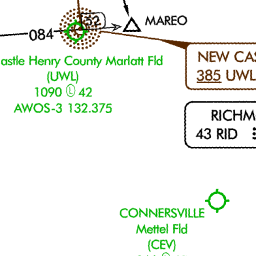 52
MAREO
084
NEW CAS
385 UWL
astle Henry County Marlatt Fld
(UWL)
1090 Ⓛ 42
AWOS-3 132.375
RICHM
43 RID
CONNERSVILLE
Mettel Fld
(CEV)